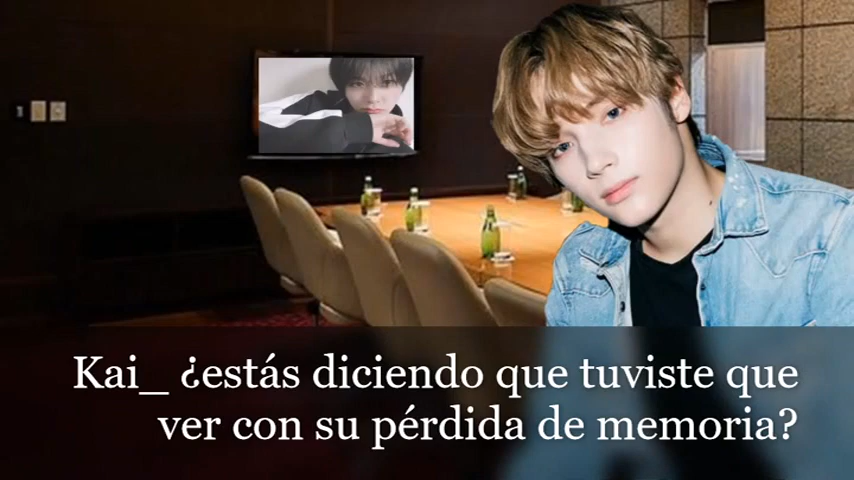 Kai_ ¿estás diciendo que tuviste que
ver con su pérdida de memoria?